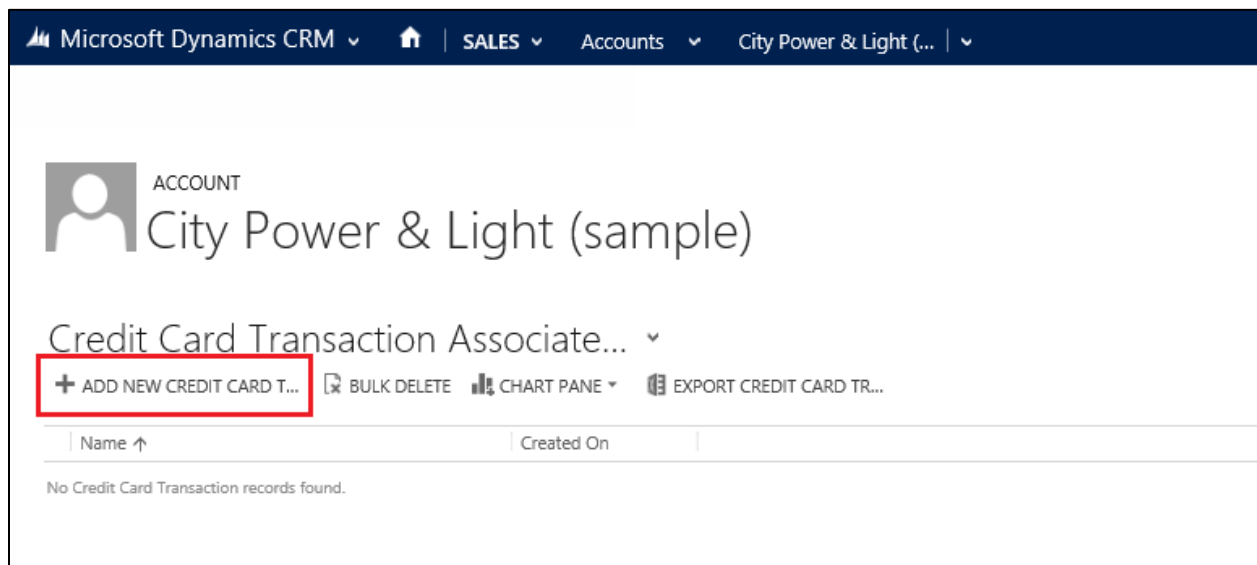 Microsoft Dynamics CRM SALES Accounts City Power & Light (...
ACCOUNT
City Power & Light (sample)
Credit Card Transaction Associate...
ADD NEW CREDIT CARD T... BULK DELETE CHART PANE EXPORT CREDIT CARD TR...
Name Created On
No Credit Card Transaction records found.